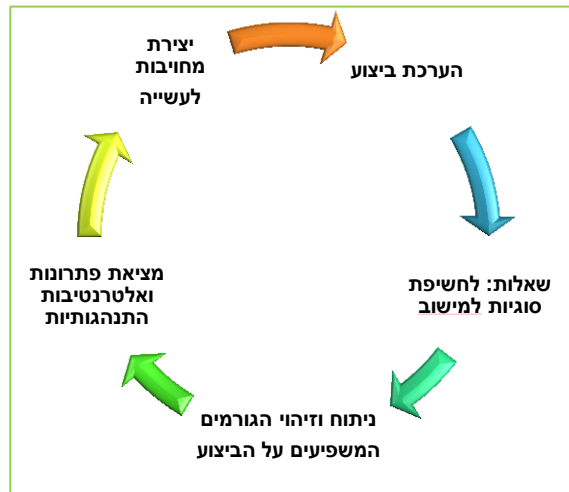 הערכת ביצוע
שאלות: לחשיפת
סוגיות למישוב
ניתוח וזיהוי הגורמים
המשפיעים על הביצוע
מציאת פתרונות
ואלטרנטיבות
התנהגותיות
יצירת
מחויבות
לעשייה